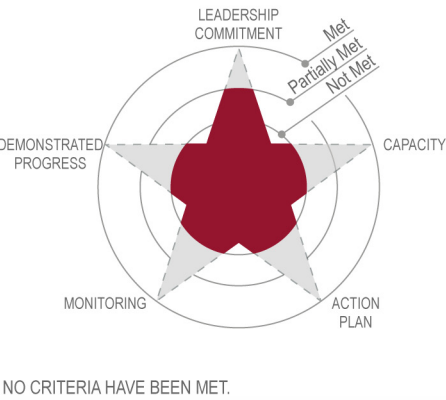 LEADERSHIP
COMMITMENT
Met
Partially Met
Not Met
DEMONSTRATED
PROGRESS
CAPACITY
MONITORING
ACTION
PLAN
NO CRITERIA HAVE BEEN MET.